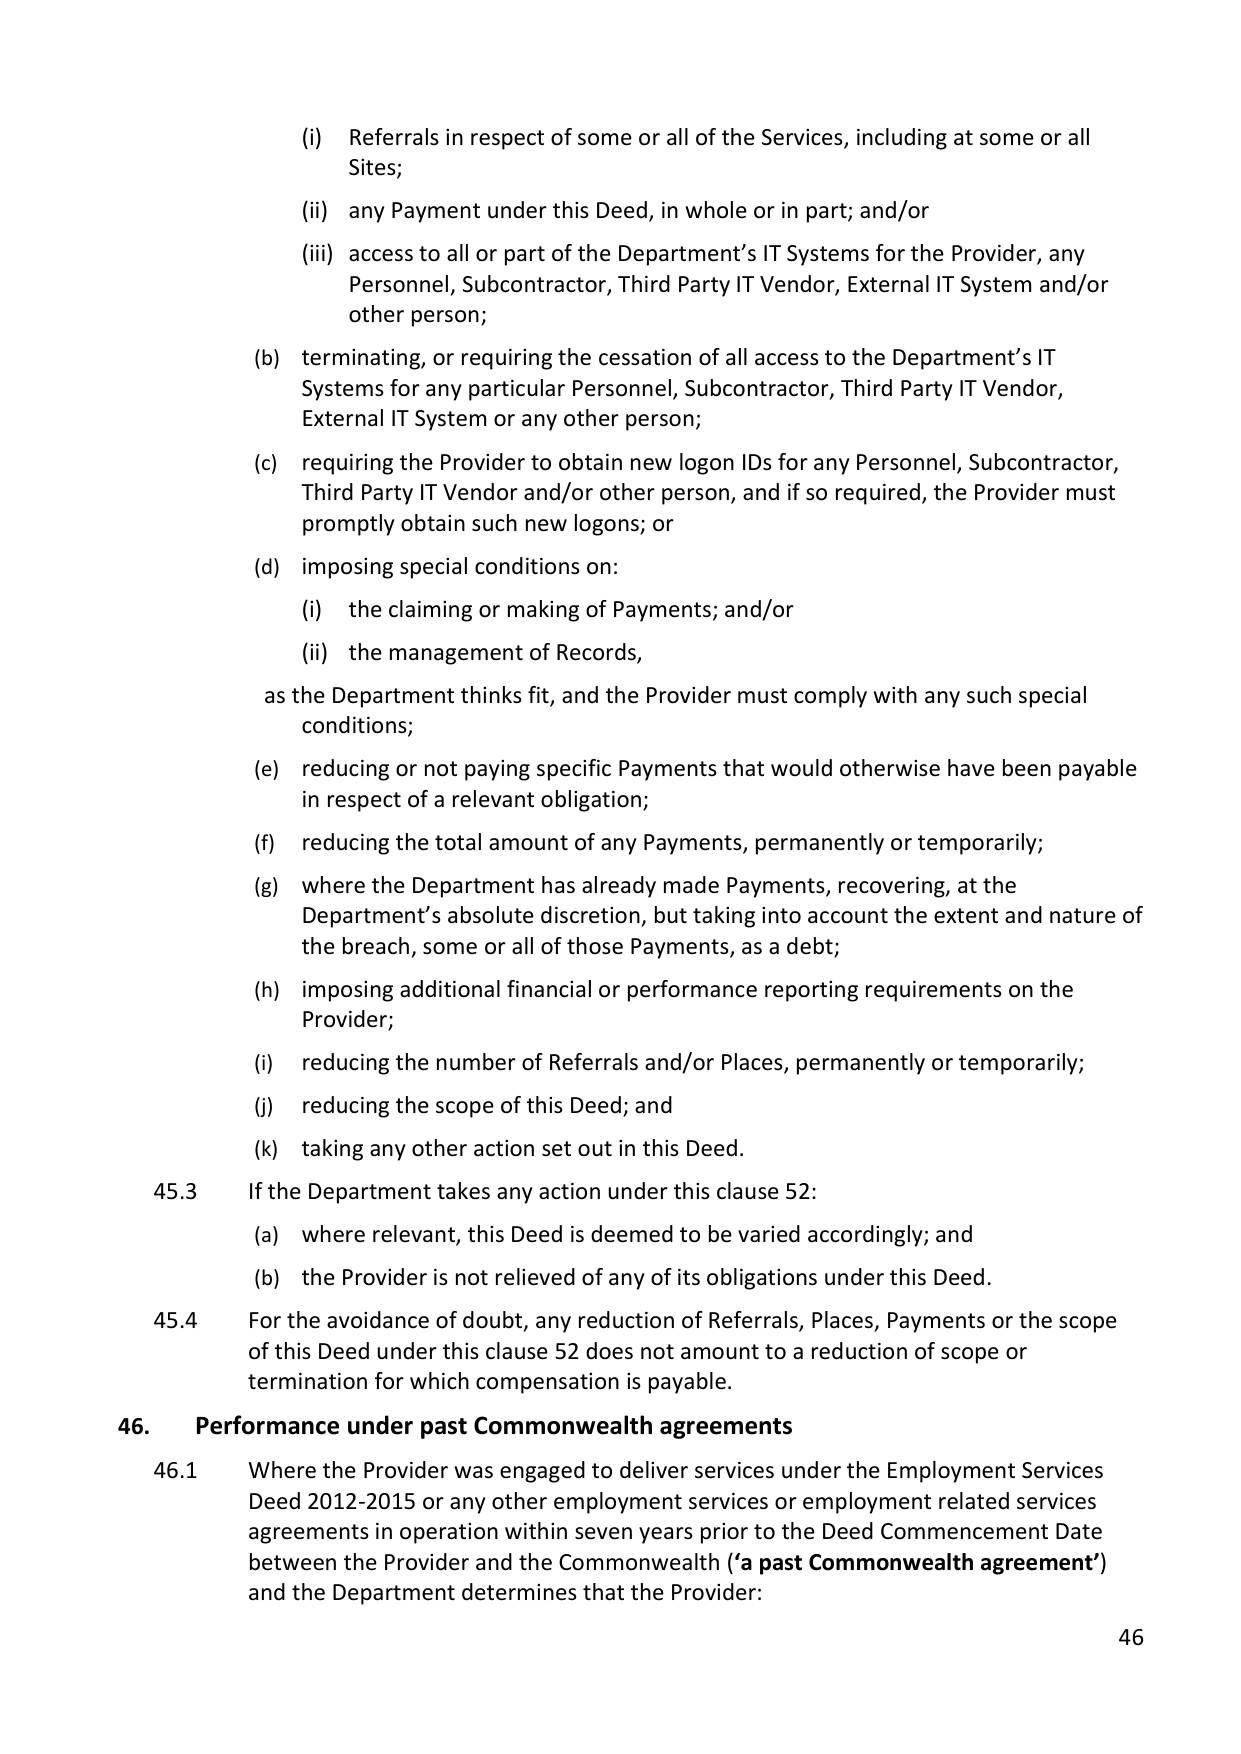 (i) Referrals in respect of some or all of the Services, including at some or all
Sites;
(ii) any Payment under this Deed, in whole or in part; and/or
(iii) access to all or part of the Department’s IT Systems for the Provider, any
Personnel, Subcontractor, Third Party IT Vendor, External IT System and/or
other person;
(b) terminating, or requiring the cessation of all access to the Department’s IT
Systems for any particular Personnel, Subcontractor, Third Party IT Vendor,
External IT System or any other person;
(c) requiring the Provider to obtain new logon IDs for any Personnel, Subcontractor,
Third Party IT Vendor and/or other person, and if so required, the Provider must
promptly obtain such new logons; or
(d) imposing special conditions on:
(i) the claiming or making of Payments; and/or
(ii) the management of Records,
as the Department thinks fit, and the Provider must comply with any such special
conditions;
(e) reducing or not paying specific Payments that would otherwise have been payable
in respect of a relevant obligation;
(f) reducing the total amount of any Payments, permanently or temporarily;
(g) where the Department has already made Payments, recovering, at the
Department’s absolute discretion, but taking into account the extent and nature of
the breach, some or all of those Payments, as a debt;
(h) imposing additional financial or performance reporting requirements on the
Provider;
(i) reducing the number of Referrals and/or Places, permanently or temporarily;
(j) reducing the scope of this Deed; and
(k) taking any other action set out in this Deed.
45.3 If the Department takes any action under this clause 52:
(a) where relevant, this Deed is deemed to be varied accordingly; and
(b) the Provider is not relieved of any of its obligations under this Deed.
45.4 For the avoidance of doubt, any reduction of Referrals, Places, Payments or the scope
of this Deed under this clause 52 does not amount to a reduction of scope or
termination for which compensation is payable.
46. Performance under past Commonwealth agreements
46.1 Where the Provider was engaged to deliver services under the Employment Services
Deed 2012-2015 or any other employment services or employment related services
agreements in operation within seven years prior to the Deed Commencement Date
between the Provider and the Commonwealth (‘a past Commonwealth agreement’)
and the Department determines that the Provider:
46